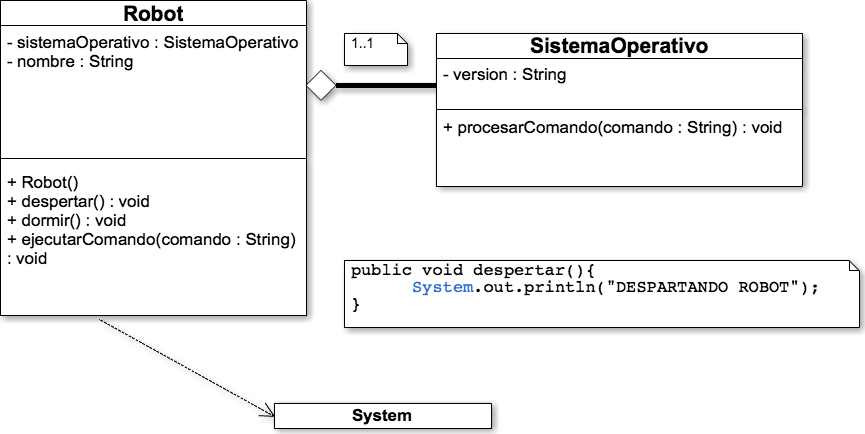 Robot
- sistemaOperativo : SistemaOperativo
- nombre : String
+ Robot()
+ despertar() : void
+ dormir() : void
+ ejecutarComando(comando : String)
: void
1..1
SistemaOperativo
- version : String
+ procesarComando(comando : String) : void
public void despertar(){
System.out.println("DESPARTANDO ROBOT");
}
System